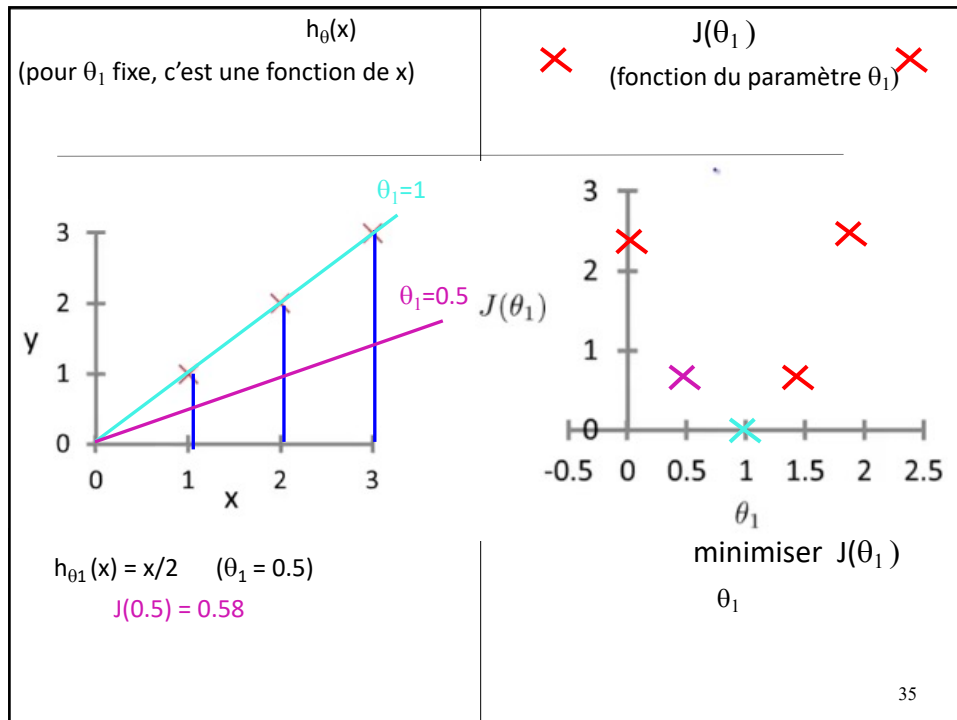 h_θ(x)
(pour θ₁ fixe, c'est une fonction de x)
J(θ₁)
(fonction du paramètre θ₁)
θ₁=1
θ₁=0.5
3
2
1
0
y
0 1 2 3
x
J(θ₁)
3
2
1
0
-0.5 0 0.5 1 1.5 2 2.5
θ₁
h_θ1(x) = x/2 (θ₁ = 0.5)
J(0.5) = 0.58
minimiser J(θ₁)
θ₁
35